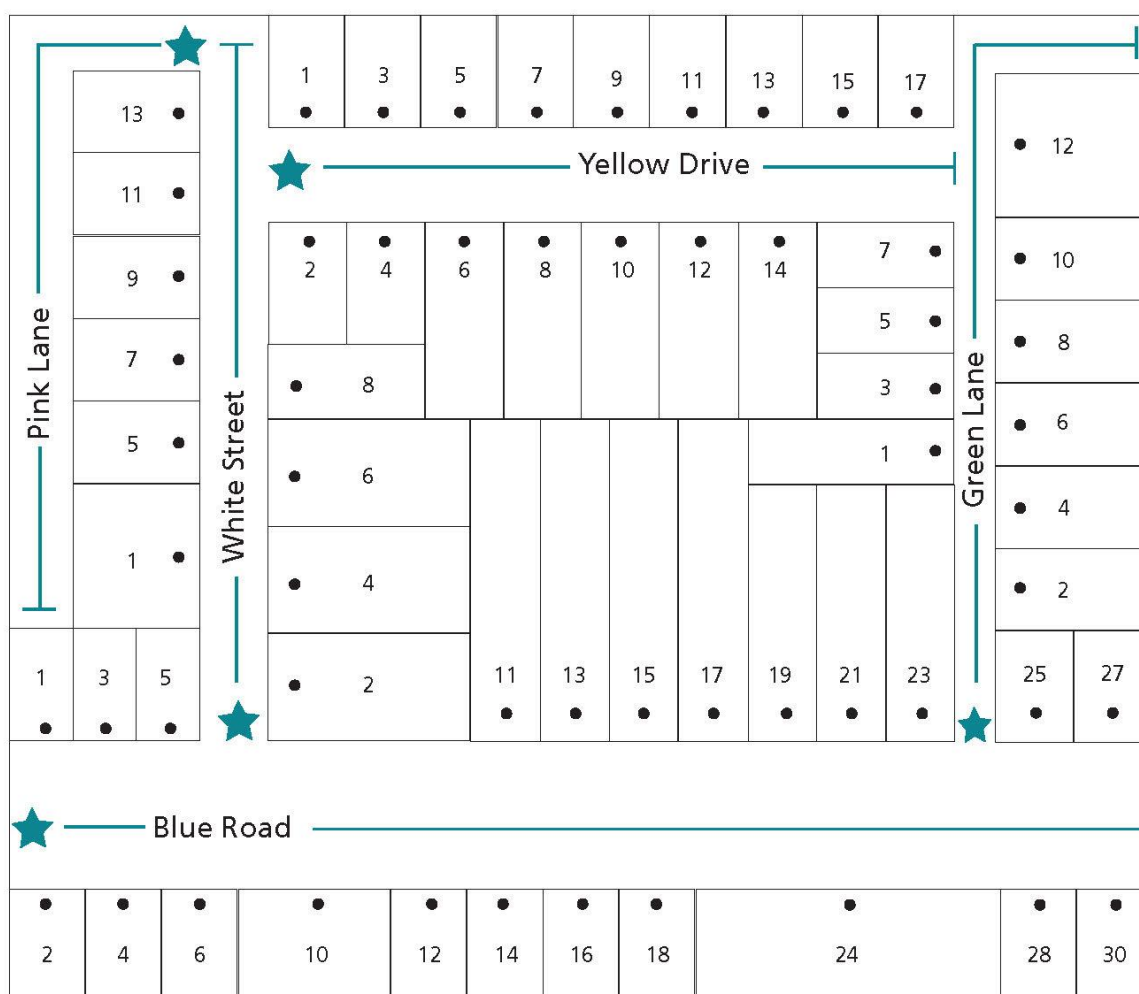 1 3 5 7 9 11 13 15 17
Yellow Drive
13
11
9
7
5
1
Pink Lane
White Street
2 4 6 8 10 12 14
7
5
3
1
8
6
4
2
Green Lane
12
10
8
6
4
2
1 3 5
11 13 15 17 19 21 23
25 27
Blue Road
2 4 6 10 12 14 16 18 24 28 30